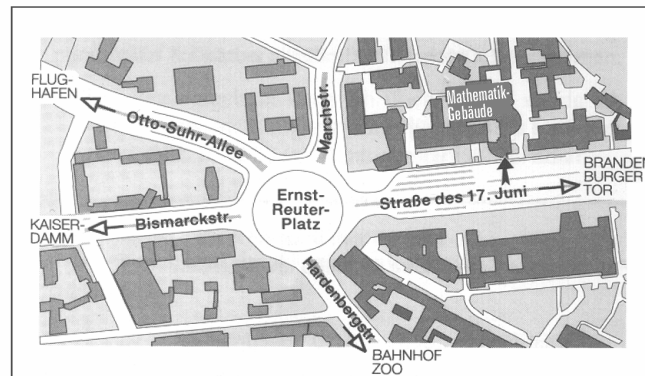 FLUG-
HAFEN
Otto-Suhr-Allee
Marchstr.
Mathematik-
Gebäude
BRANDEN
BURGER
TOR
Ernst-
Reuter-
Platz
Straße des 17. Juni
KAISER-
DAMM
Bismarckstr.
Hardenbergstr.
BAHNHOF
ZOO